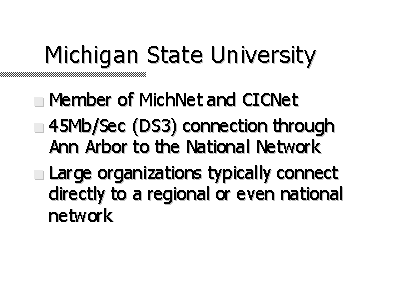 Michigan State University
Member of MichNet and CICNet
45Mb/Sec (DS3) connection through
Ann Arbor to the National Network
Large organizations typically connect
directly to a regional or even national
network